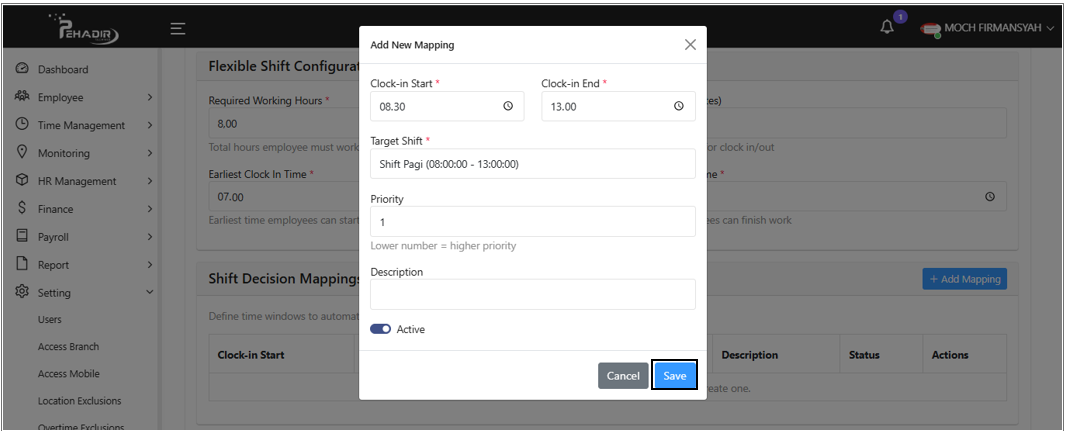 PEHADIR
1
MOCH FIRMANSYAH
Dashboard
Employee
Time Management
Monitoring
HR Management
Finance
Payroll
Report
Setting
Users
Access Branch
Access Mobile
Location Exclusions
Overtime Exclusions
Flexible Shift Configurat
Required Working Hours *
8.00
Total hours employee must work
or clock in/out
Earliest Clock In Time *
07.00
Earliest time employees can start
ees can finish work
Shift Decision Mappings
+ Add Mapping
Define time windows to automat
Clock-in Start
Description
Status
Actions
reate one.
Add New Mapping
Clock-in Start *
Clock-in End *
08.30
13.00
Target Shift *
Shift Pagi (08:00:00 - 13:00:00)
Priority
1
Lower number = higher priority
Description
Active
Cancel
Save